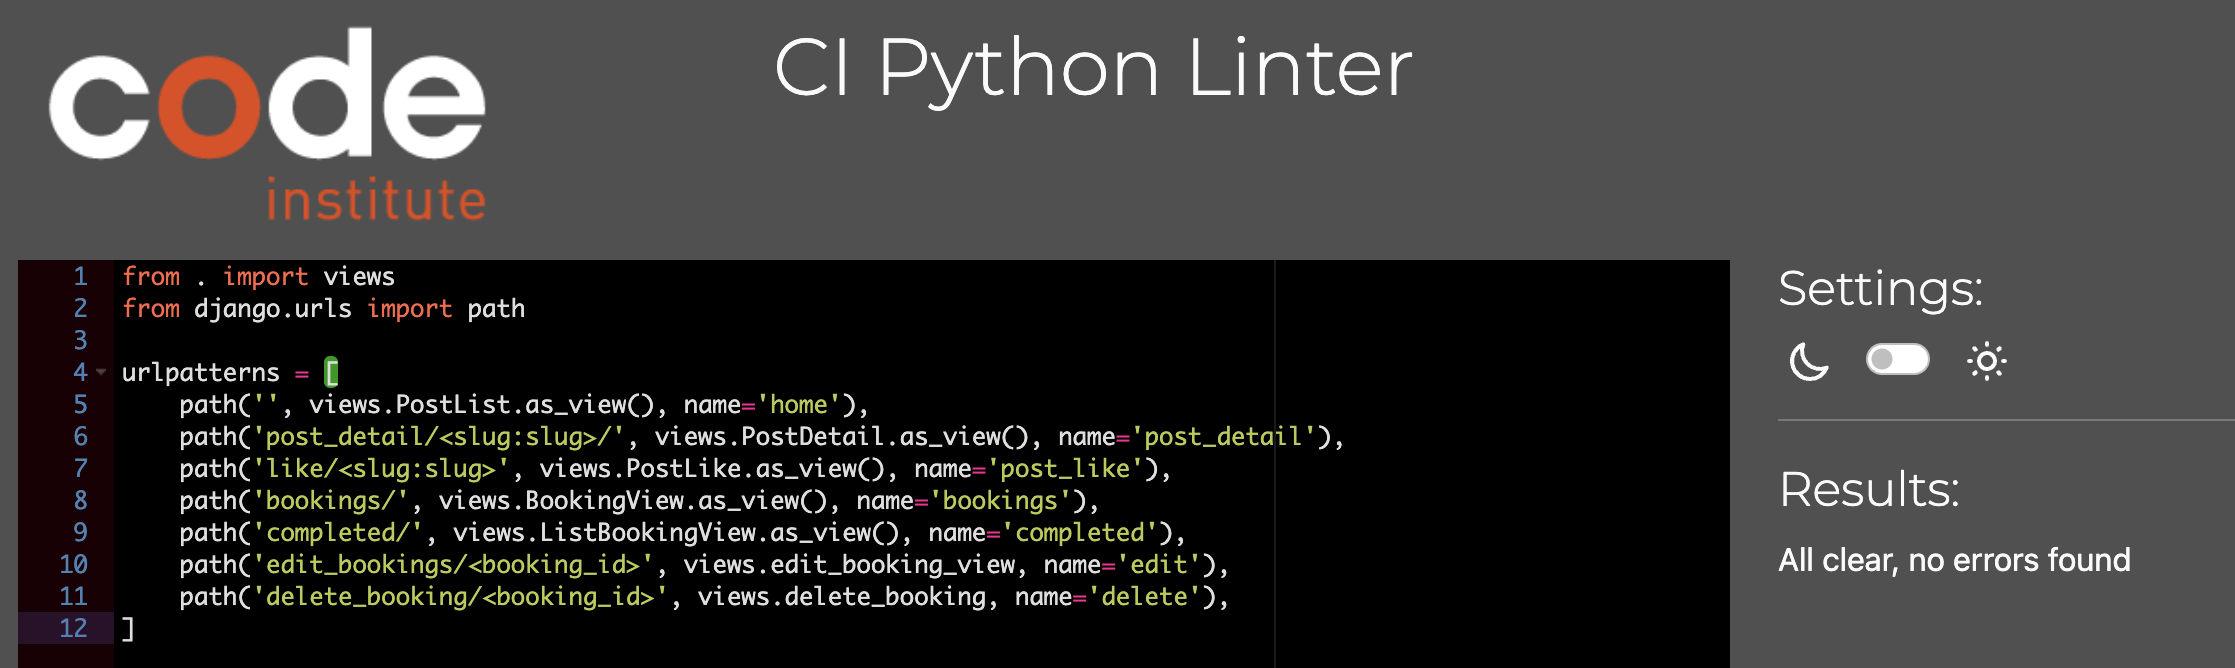 code
institute
CI Python Linter
1 from . import views
2 from django.urls import path
3
4 urlpatterns = [
5     path('', views.PostList.as_view(), name='home'),
6     path('post_detail/<slug:slug>/', views.PostDetail.as_view(), name='post_detail'),
7     path('like/<slug:slug>', views.PostLike.as_view(), name='post_like'),
8     path('bookings/', views.BookingView.as_view(), name='bookings'),
9     path('completed/', views.ListBookingView.as_view(), name='completed'),
10     path('edit_bookings/<booking_id>', views.edit_booking_view, name='edit'),
11     path('delete_booking/<booking_id>', views.delete_booking, name='delete'),
12 ]
Settings:
Results:
All clear, no errors found